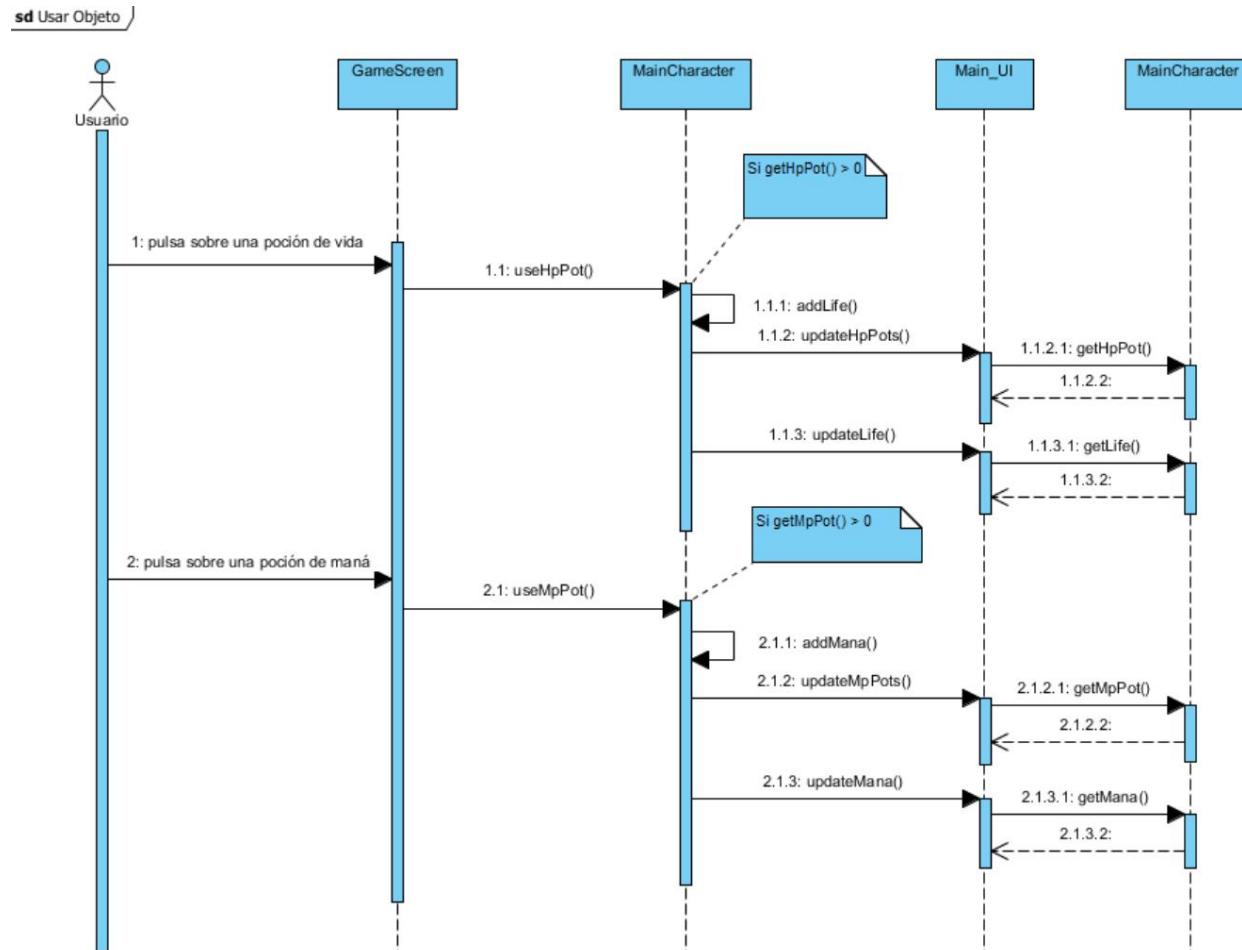 sd Usar Objeto
Usuario
GameScreen
MainCharacter
Main_UI
MainCharacter
Si getHpPot() > 0
1: pulsa sobre una poción de vida
1.1: useHpPot()
1.1.1: addLife()
1.1.2: updateHpPots()
1.1.2.1: getHpPot()
1.1.2.2:
1.1.3: updateLife()
1.1.3.1: getLife()
1.1.3.2:
Si getMpPot() > 0
2: pulsa sobre una poción de maná
2.1: useMpPot()
2.1.1: addMana()
2.1.2: updateMpPots()
2.1.2.1: getMpPot()
2.1.2.2:
2.1.3: updateMana()
2.1.3.1: getMana()
2.1.3.2: